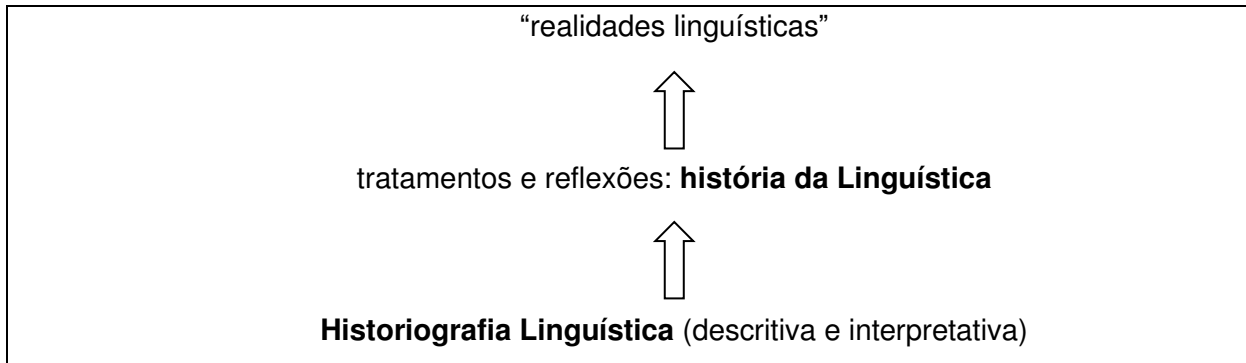 “realidades linguísticas”
tratamentos e reflexões: história da Linguística
Historiografia Linguística (descritiva e interpretativa)